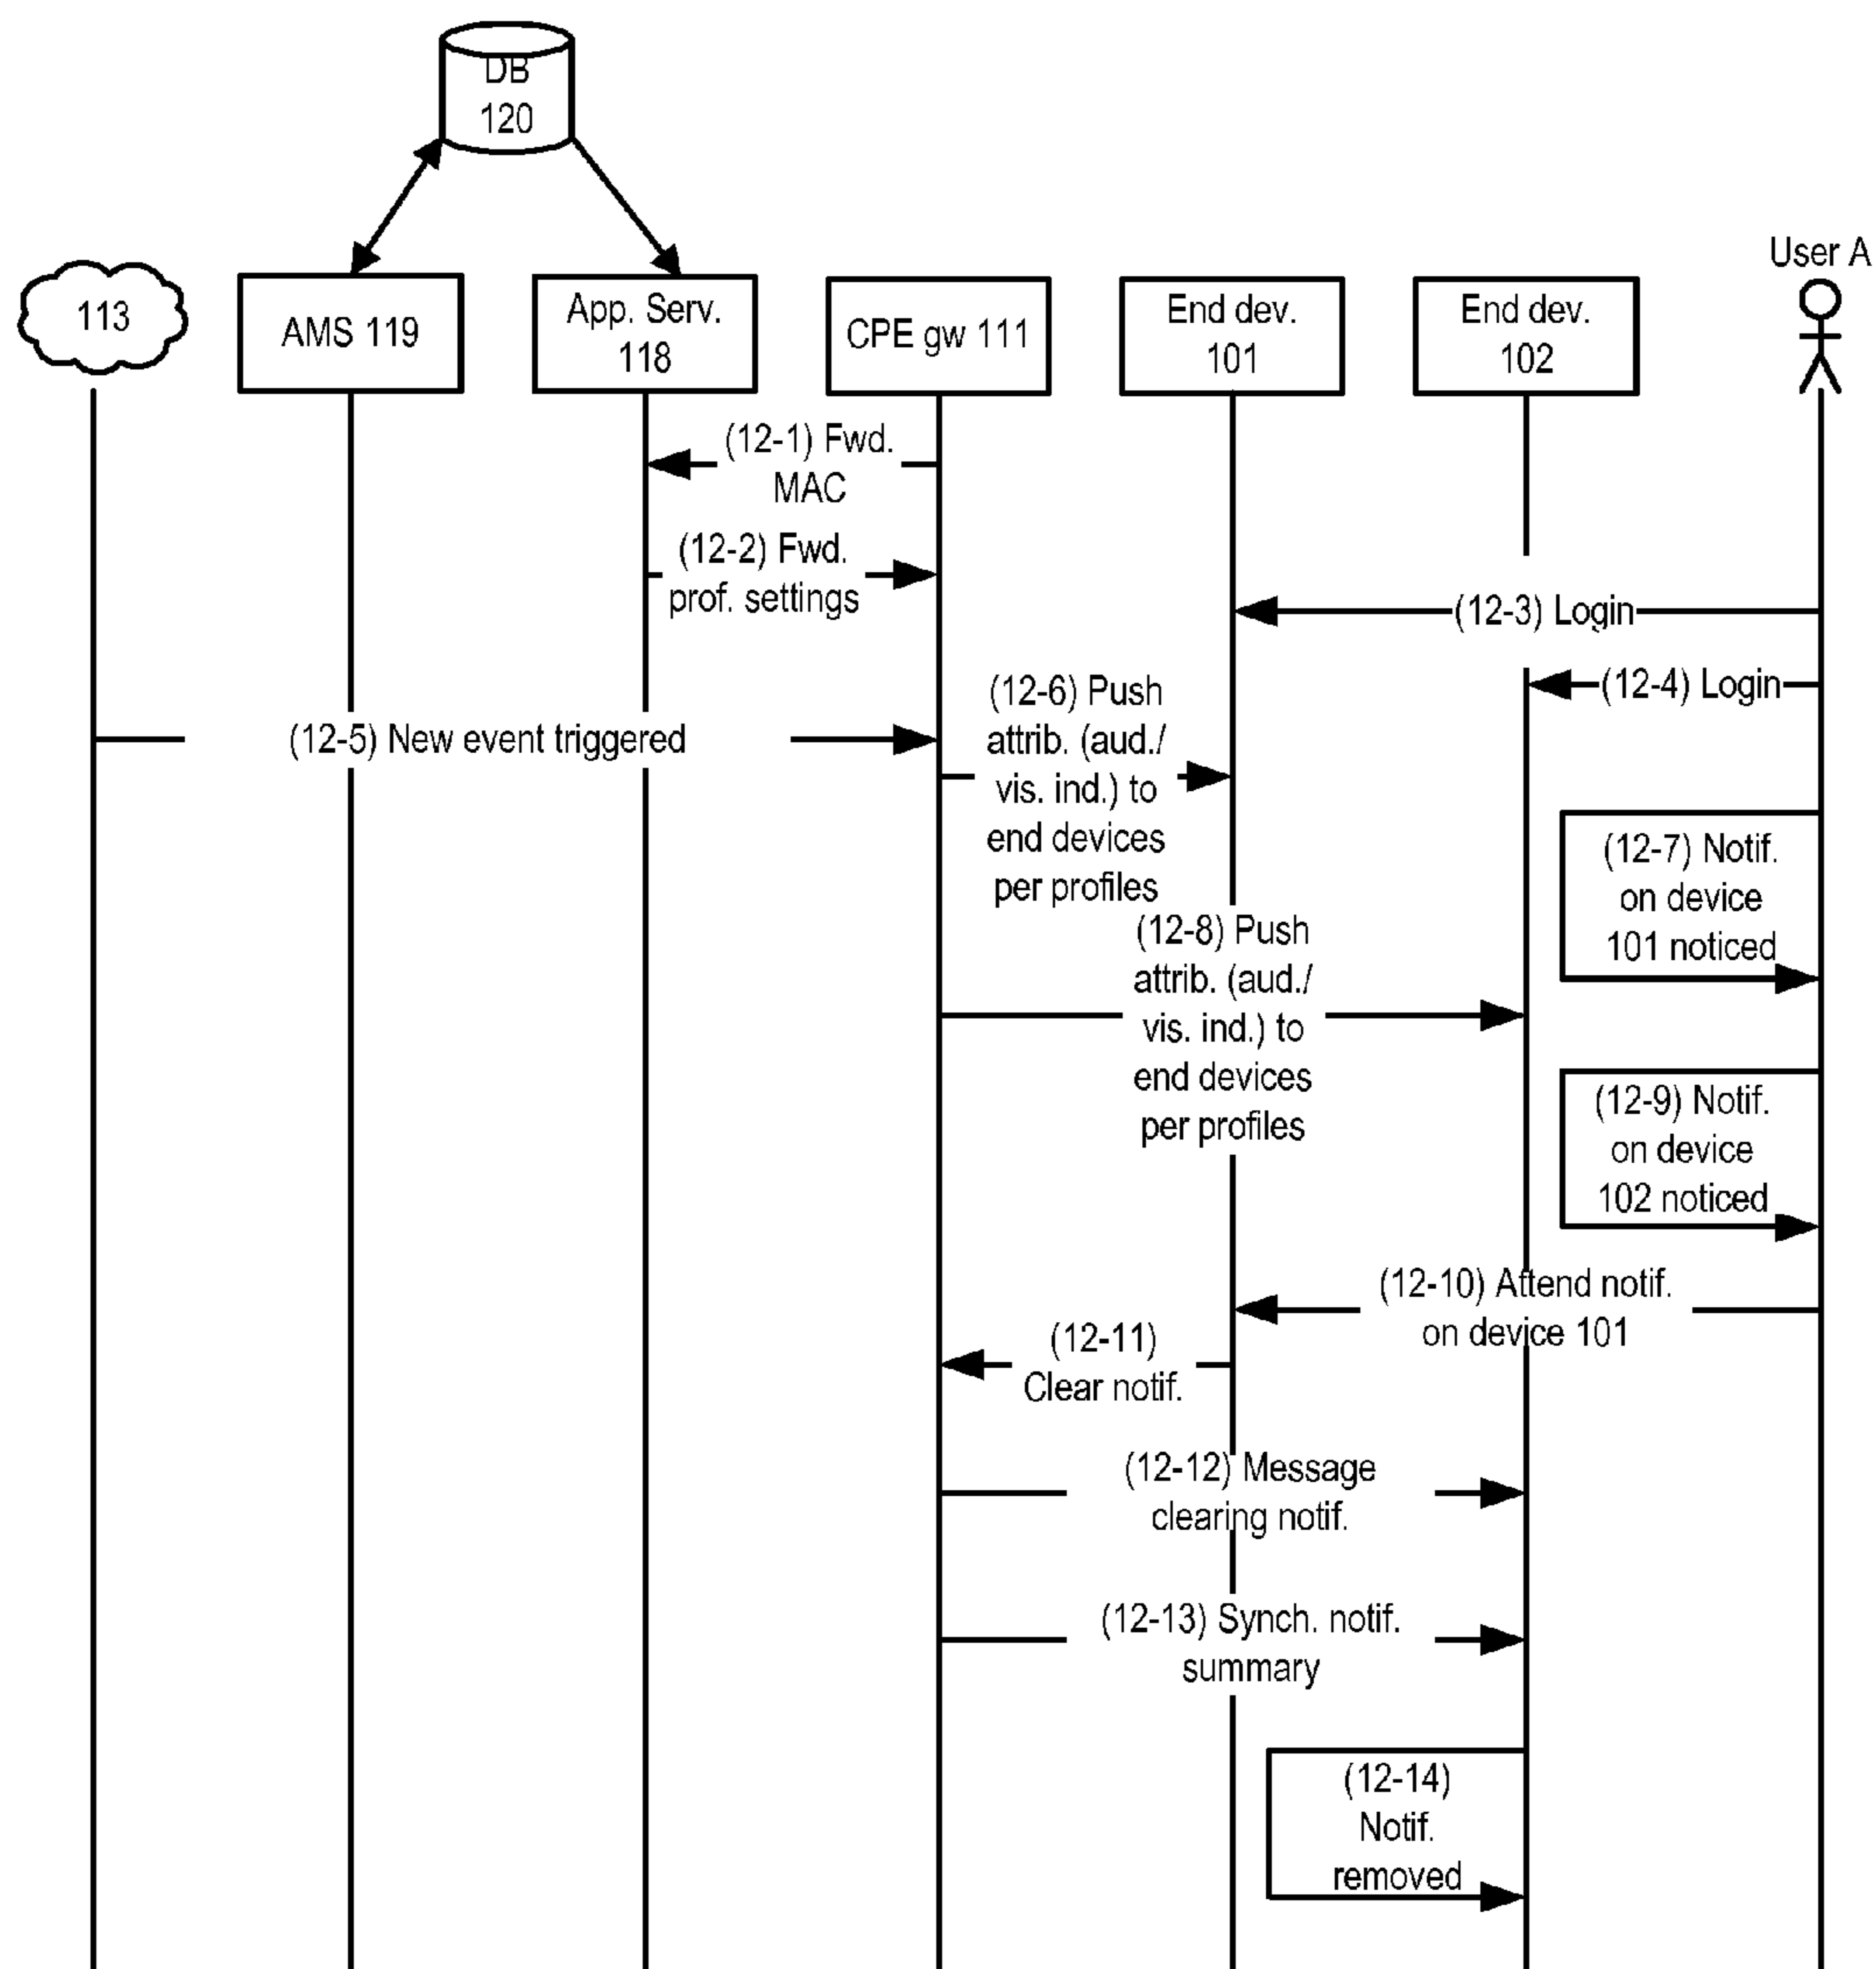 DB
120
User A
113
AMS 119
App. Serv.
118
CPE gw 111
End dev.
101
End dev.
102
(12-1) Fwd.
MAC
(12-2) Fwd.
prof. settings
(12-3) Login
(12-4) Login
(12-5) New event triggered
(12-6) Push
attrib. (aud./
vis. ind.) to
end devices
per profiles
(12-7) Notif.
on device
101 noticed
(12-8) Push
attrib. (aud./
vis. ind.) to
end devices
per profiles
(12-9) Notif.
on device
102 noticed
(12-10) Attend notif.
on device 101
(12-11)
Clear notif.
(12-12) Message
clearing notif.
(12-13) Synch. notif.
summary
(12-14)
Notif.
removed